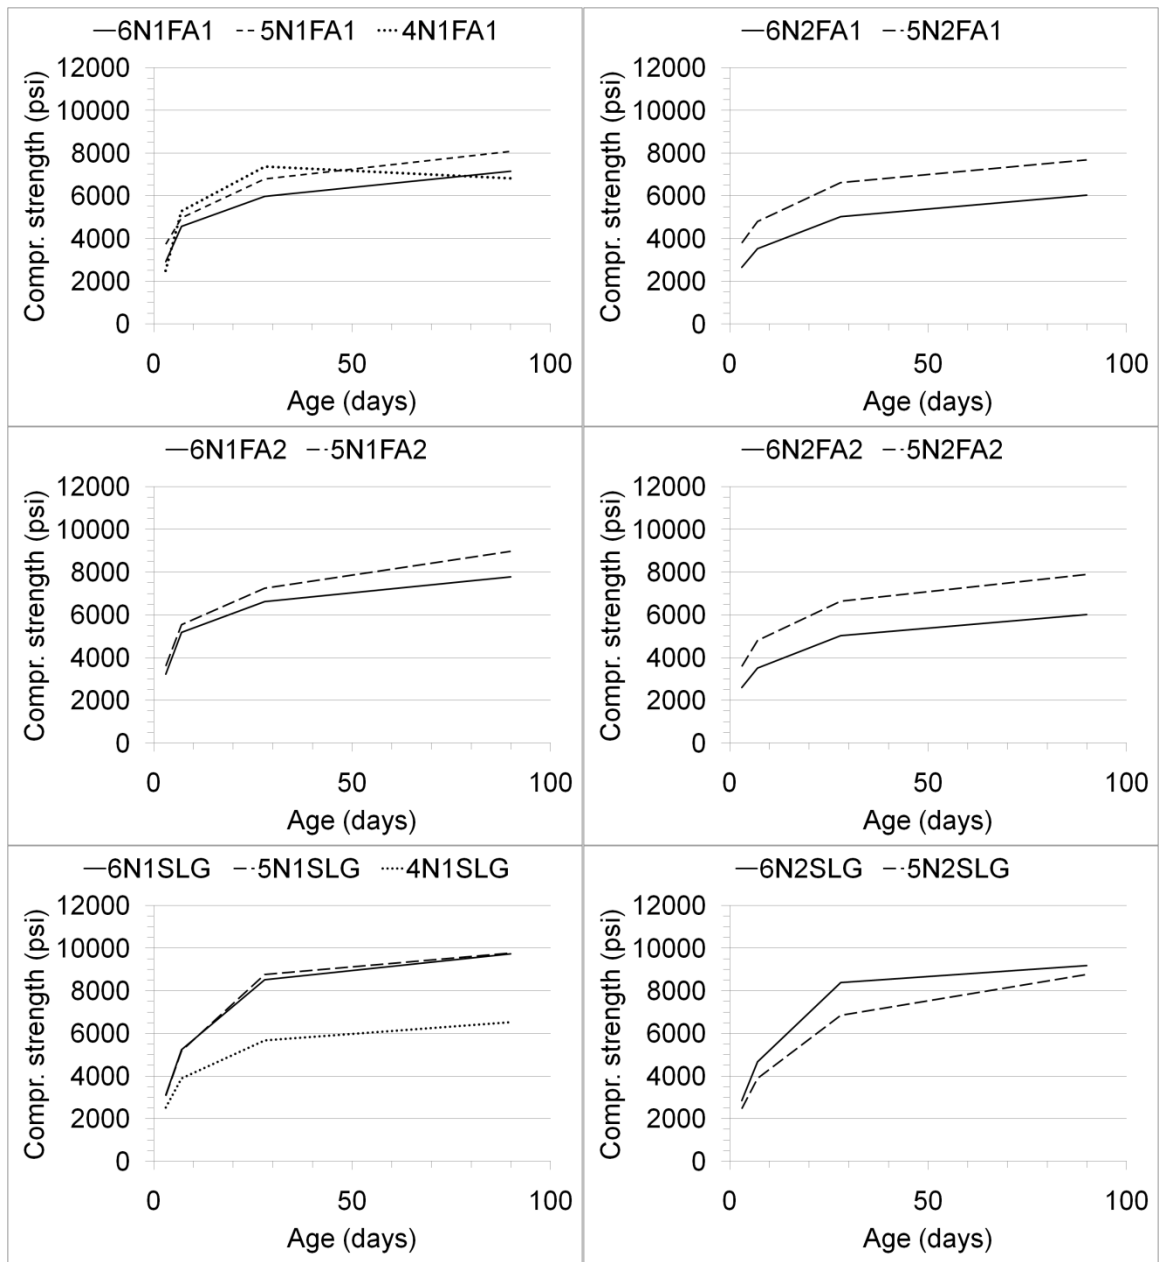 6N1FA1 5N1FA1 4N1FA1
Compr. strength (psi)
12000
10000
8000
6000
4000
2000
0
0 50 100
Age (days)
6N2FA1 5N2FA1
Compr. strength (psi)
12000
10000
8000
6000
4000
2000
0
0 50 100
Age (days)
6N1FA2 5N1FA2
Compr. strength (psi)
12000
10000
8000
6000
4000
2000
0
0 50 100
Age (days)
6N2FA2 5N2FA2
Compr. strength (psi)
12000
10000
8000
6000
4000
2000
0
0 50 100
Age (days)
6N1SLG 5N1SLG 4N1SLG
Compr. strength (psi)
12000
10000
8000
6000
4000
2000
0
0 50 100
Age (days)
6N2SLG 5N2SLG
Compr. strength (psi)
12000
10000
8000
6000
4000
2000
0
0 50 100
Age (days)